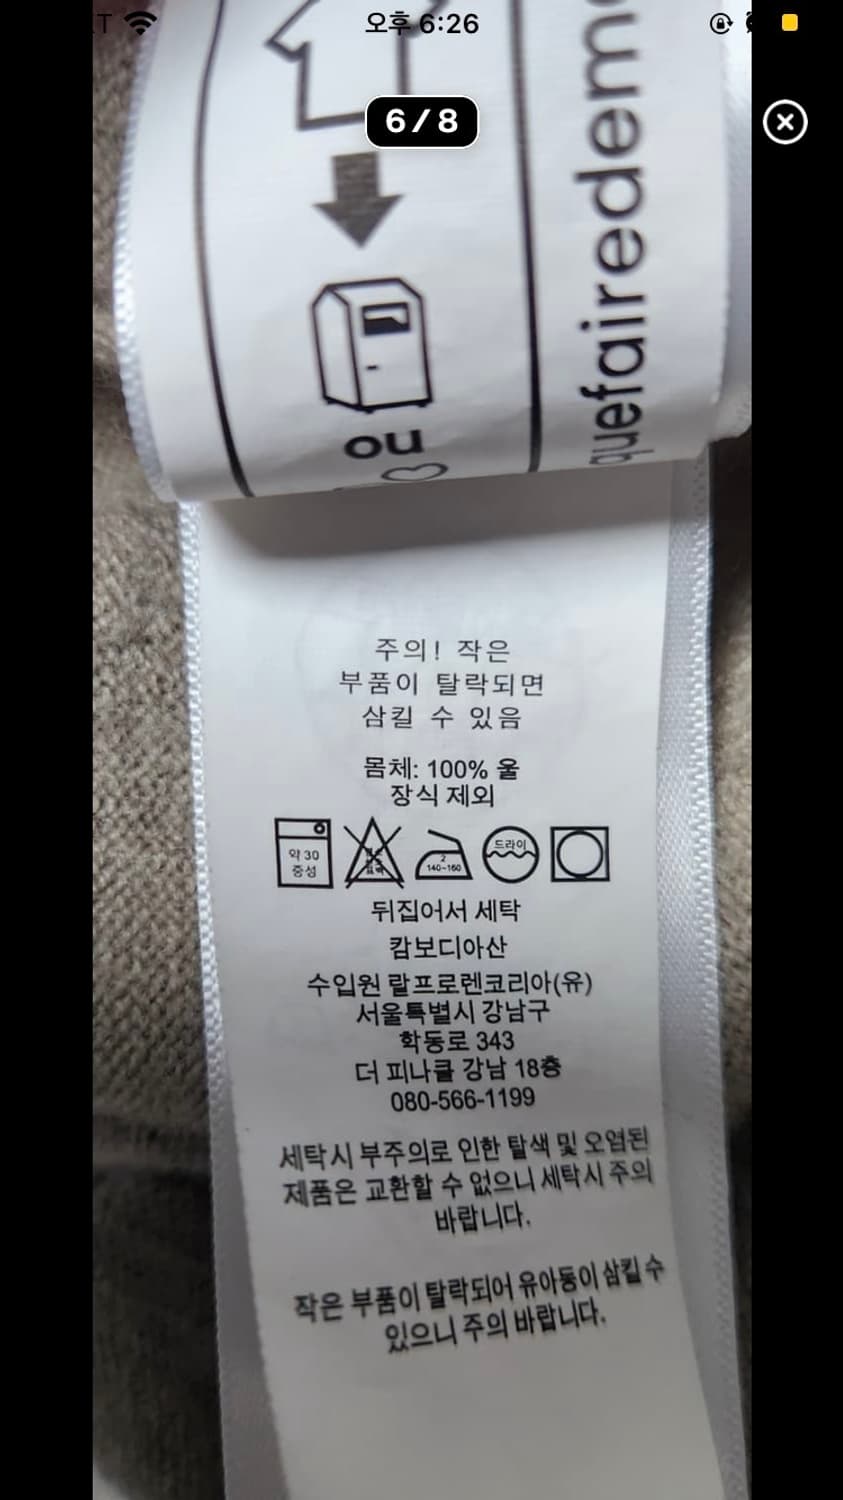 오후 6:26
6/8
ou
quefairedem
주의! 작은
부품이 탈락되면
삼킬 수 있음
몸체: 100% 울
장식 제외
약 30
중성
2
140~160
드라이
뒤집어서 세탁
캄보디아산
수입원 랄프로렌코리아(유)
서울특별시 강남구
학동로 343
더 피나클 강남 18층
080-566-1199
세탁시 부주의로 인한 탈색 및 오염된
제품은 교환할 수 없으니 세탁시 주의
바랍니다.
작은 부품이 탈락되어 유아동이 삼킬 수
있으니 주의 바랍니다.